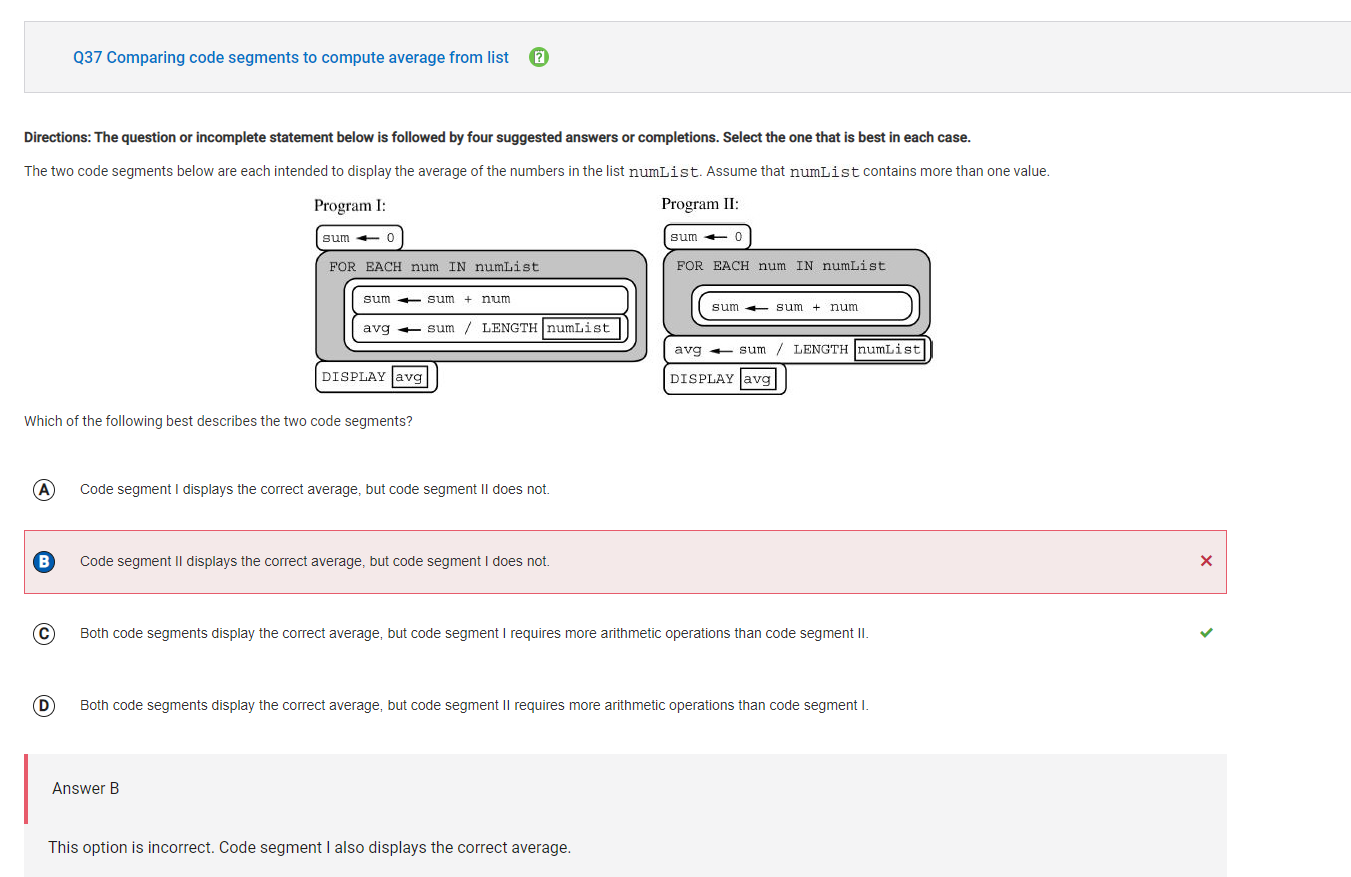 Q37 Comparing code segments to compute average from list
Directions: The question or incomplete statement below is followed by four suggested answers or completions. Select the one that is best in each case.
The two code segments below are each intended to display the average of the numbers in the list numList. Assume that numList contains more than one value.
Program I:
sum ← 0
FOR EACH num IN numList
sum ← sum + num
avg ← sum / LENGTH numList
DISPLAY avg
Program II:
sum ← 0
FOR EACH num IN numList
sum ← sum + num
avg ← sum / LENGTH numList
DISPLAY avg
Which of the following best describes the two code segments?
A Code segment I displays the correct average, but code segment II does not.
B Code segment II displays the correct average, but code segment I does not.
C Both code segments display the correct average, but code segment I requires more arithmetic operations than code segment II.
D Both code segments display the correct average, but code segment II requires more arithmetic operations than code segment I.
Answer B
This option is incorrect. Code segment I also displays the correct average.